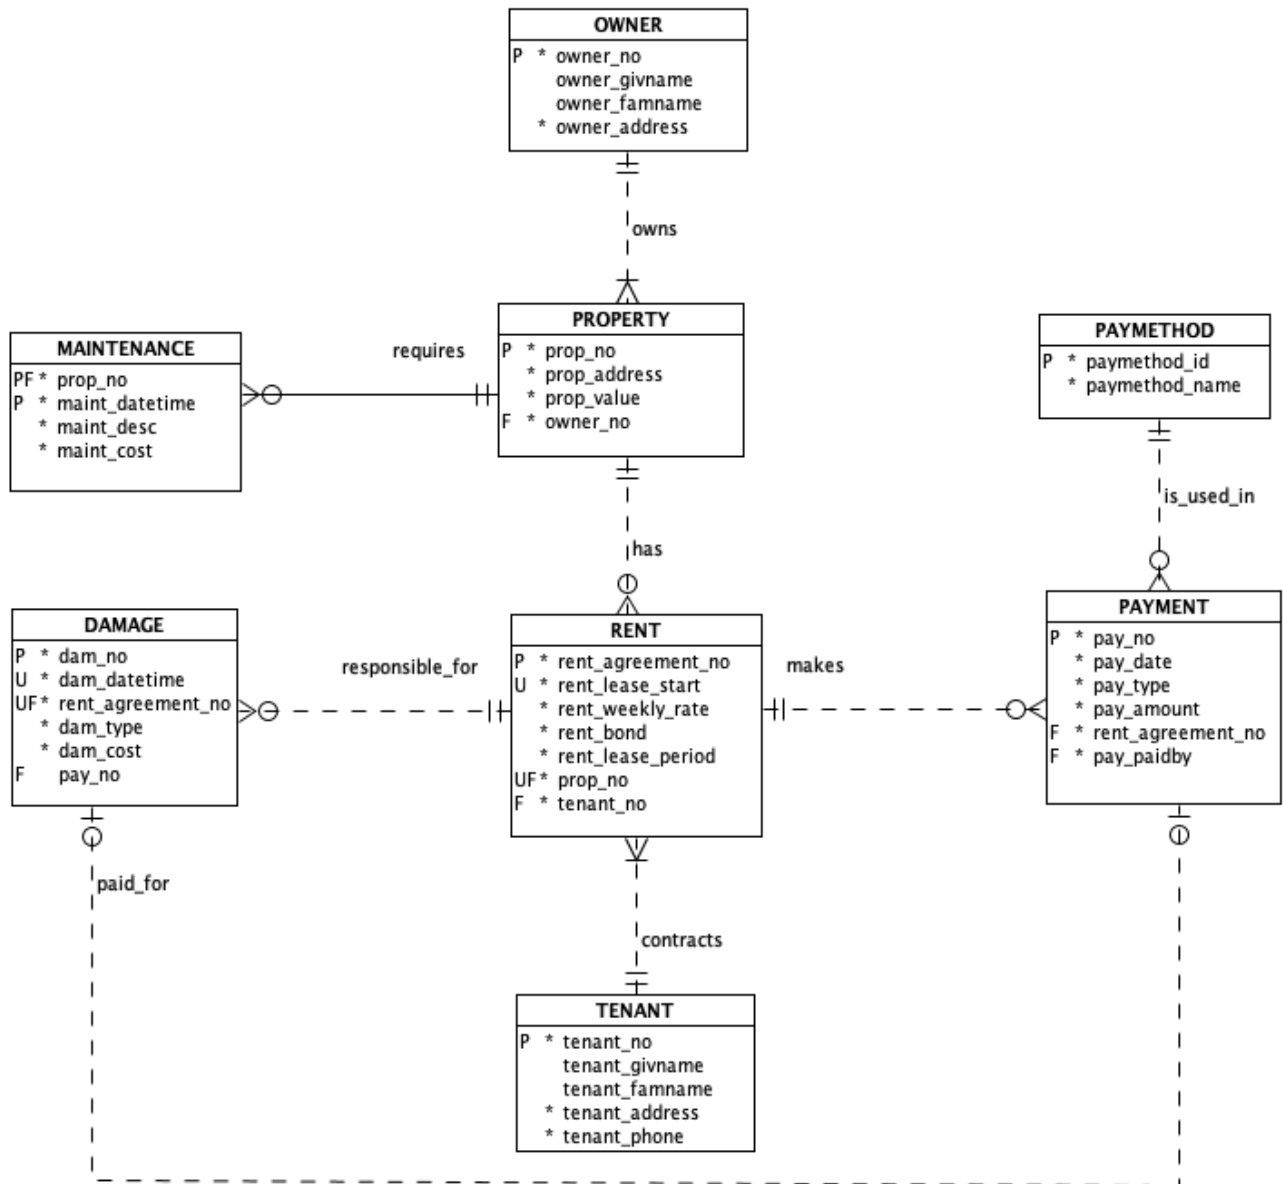 OWNER
P * owner_no
owner_givname
owner_famname
* owner_address
owns
PROPERTY
P * prop_no
* prop_address
* prop_value
F * owner_no
requires
MAINTENANCE
PF * prop_no
P * maint_datetime
* maint_desc
* maint_cost
PAYMETHOD
P * paymethod_id
* paymethod_name
is_used_in
has
DAMAGE
P * dam_no
U * dam_datetime
UF * rent_agreement_no
* dam_type
* dam_cost
F pay_no
responsible_for
RENT
P * rent_agreement_no
U * rent_lease_start
* rent_weekly_rate
* rent_bond
* rent_lease_period
UF * prop_no
F * tenant_no
makes
PAYMENT
P * pay_no
* pay_date
* pay_type
* pay_amount
F * rent_agreement_no
F * pay_paidby
paid_for
contracts
TENANT
P * tenant_no
tenant_givname
tenant_famname
* tenant_address
* tenant_phone